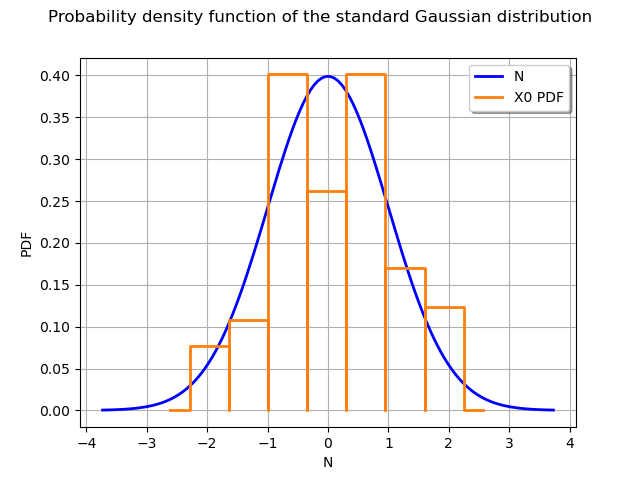 Probability density function of the standard Gaussian distribution
N
X0 PDF
PDF
0.40
0.35
0.30
0.25
0.20
0.15
0.10
0.05
0.00
−4 −3 −2 −1 0 1 2 3 4
N